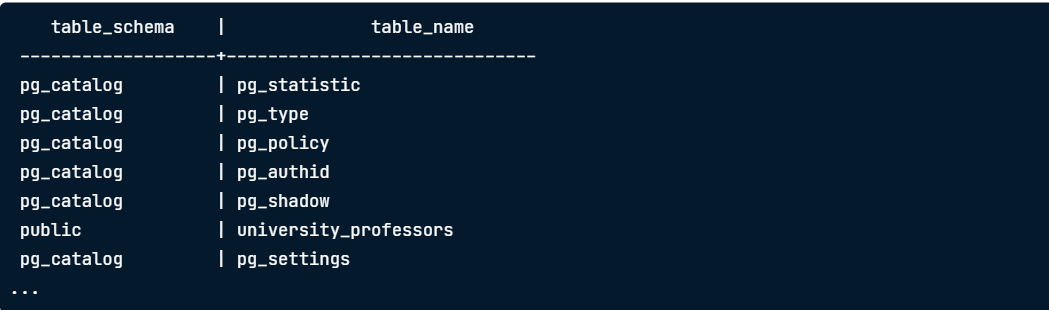 table_schema | table_name
-------------------+------------------------------
pg_catalog | pg_statistic
pg_catalog | pg_type
pg_catalog | pg_policy
pg_catalog | pg_authid
pg_catalog | pg_shadow
public | university_professors
pg_catalog | pg_settings
...